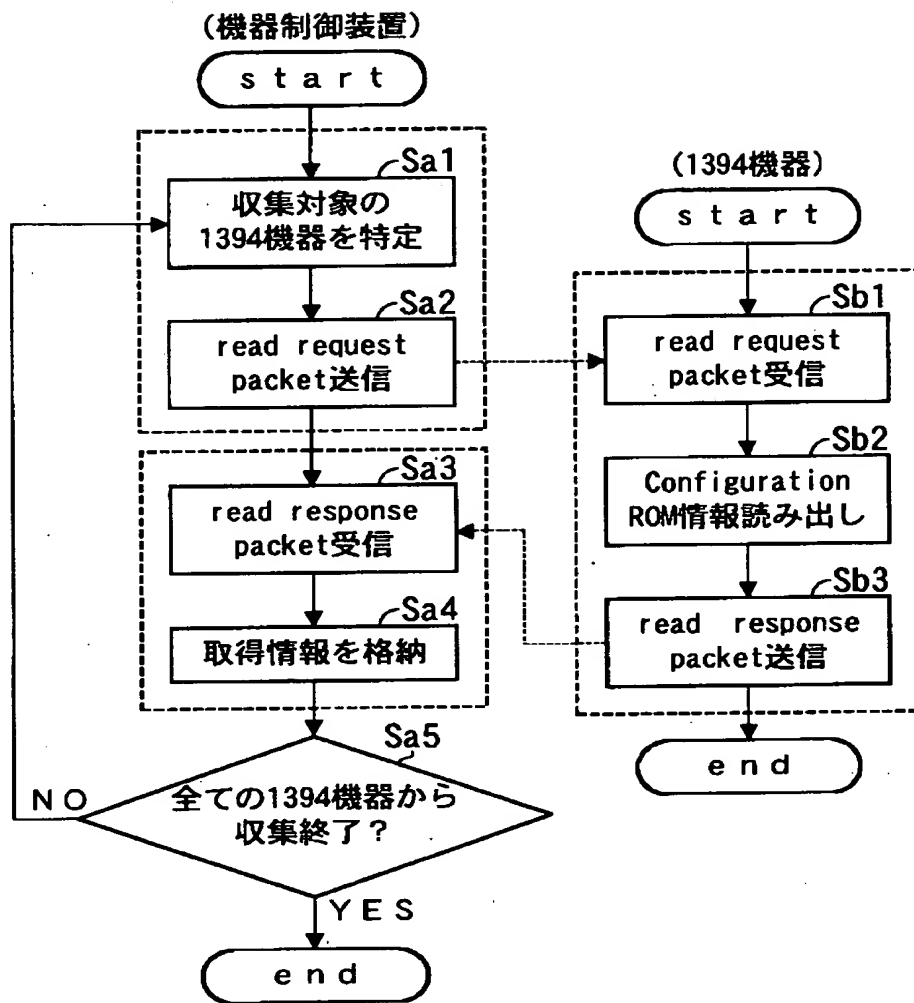 (機器制御装置)
start
Sa1
収集対象の
1394機器を特定
Sa2
read request
packet送信
Sa3
read response
packet受信
Sa4
取得情報を格納
Sa5
全ての1394機器から
収集終了？
NO
YES
end
(1394機器)
start
Sb1
read request
packet受信
Sb2
Configuration
ROM情報読み出し
Sb3
read response
packet送信
end